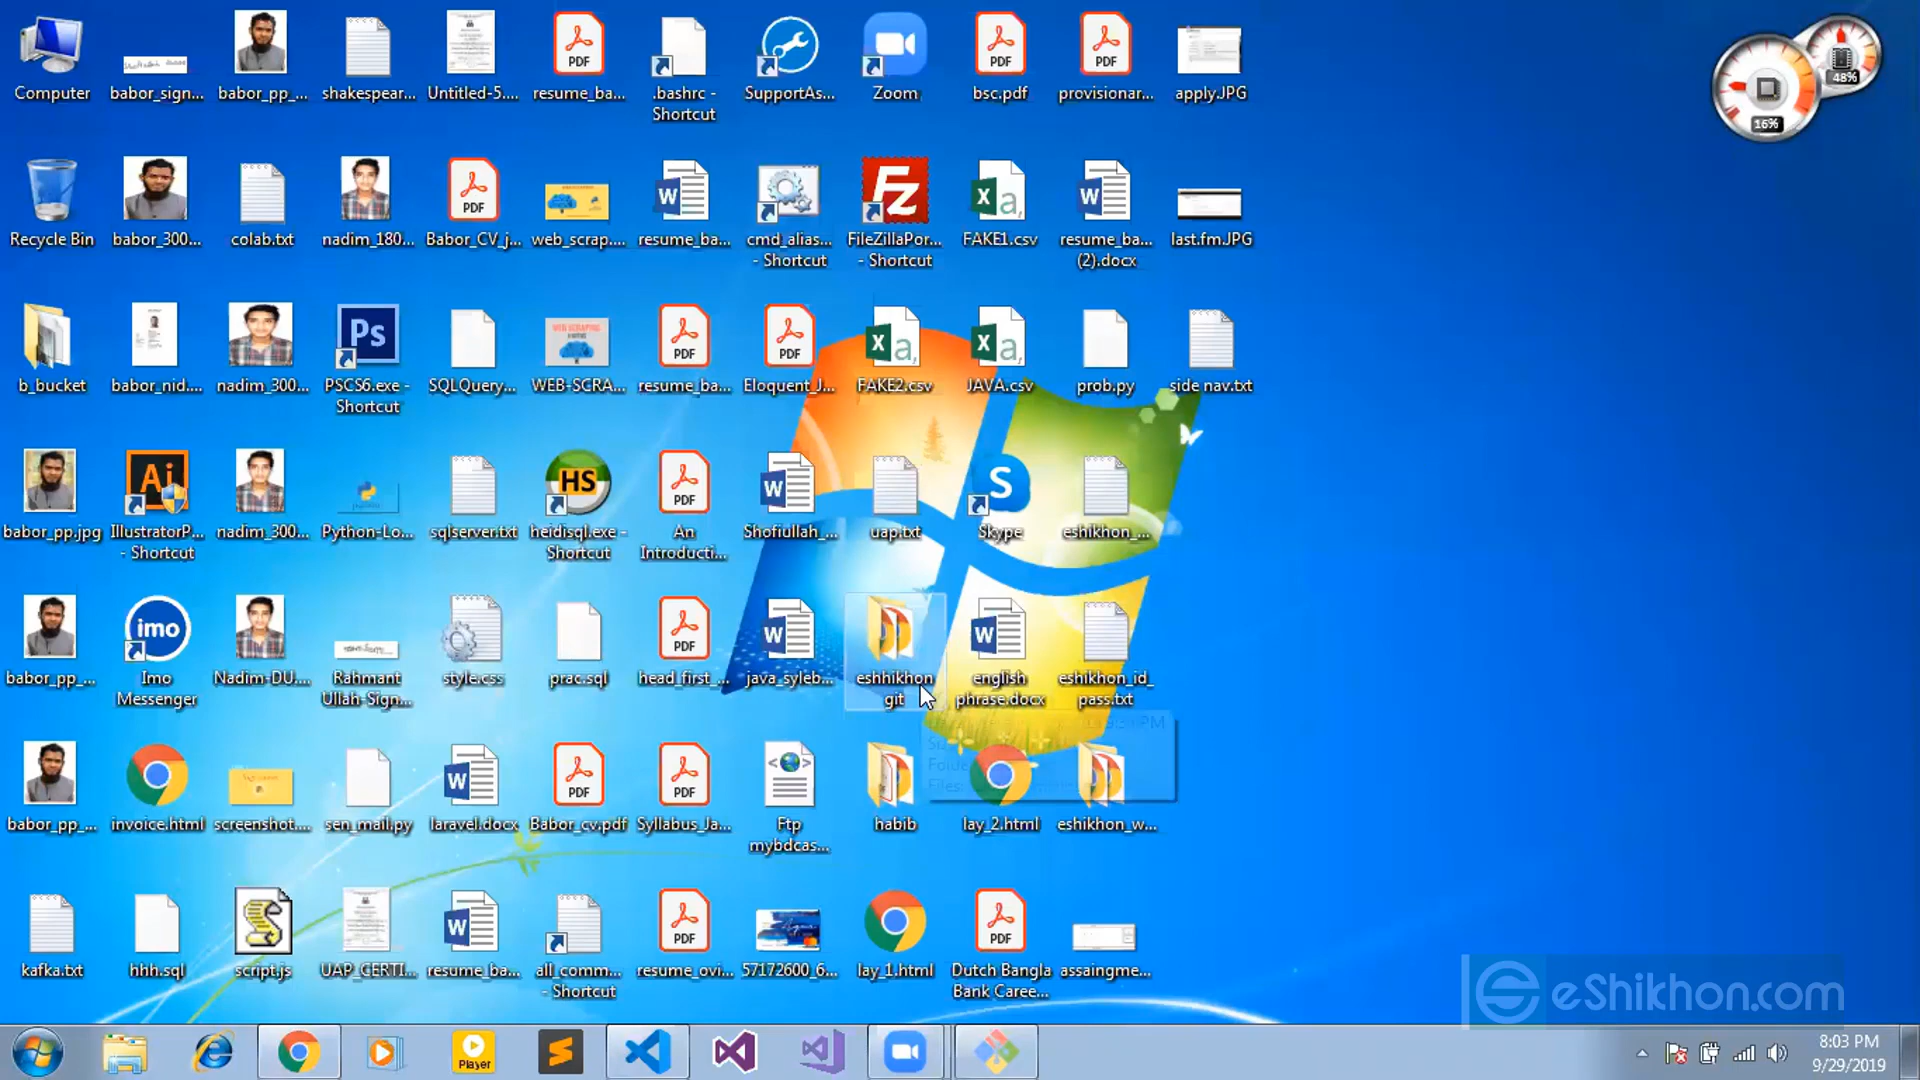 Computer
babor_sign...
babor_pp_...
shakespear...
Untitled-5....
resume_ba...
.bashrc -
Shortcut
SupportAs...
Zoom
bsc.pdf
provisionar...
apply.JPG
48%
16%
Recycle Bin
babor_300...
colab.txt
nadim_180...
Babor_CV_j...
web_scrap....
resume_ba...
cmd_alias...
- Shortcut
FileZillaPor...
- Shortcut
FAKE1.csv
resume_ba...
(2).docx
last.fm.JPG
b_bucket
babor_nid....
nadim_300...
PSCS6.exe -
Shortcut
SQLQuery...
WEB-SCRA...
resume_ba...
Eloquent_J...
FAKE2.csv
JAVA.csv
prob.py
side nav.txt
babor_pp.jpg
IllustratorP...
- Shortcut
nadim_300...
Python-Lo...
sqlserver.txt
heidisql.exe -
Shortcut
An
Introducti...
Shofiullah_...
uap.txt
Skype
eshikhon_...
babor_pp_...
Imo
Messenger
Nadim-DU....
Rahmant
Ullah-Sign...
style.css
prac.sql
head_first_...
java_syleb...
eshhikhon
git
english
phrase.docx
eshikhon_id_
pass.txt
babor_pp_...
invoice.html
screenshot....
sen_mail.py
laravel.docx
Babor_cv.pdf
Syllabus_Ja...
Ftp
mybdcas...
habib
lay_2.html
eshikhon_w...
kafka.txt
hhh.sql
script.js
UAP_CERTI...
resume_ba...
all_comm...
- Shortcut
resume_ovi...
57172600_6...
lay_1.html
Dutch Bangla
Bank Caree...
assaingme...
eShikhon.com
Player
8:03 PM
9/29/2019